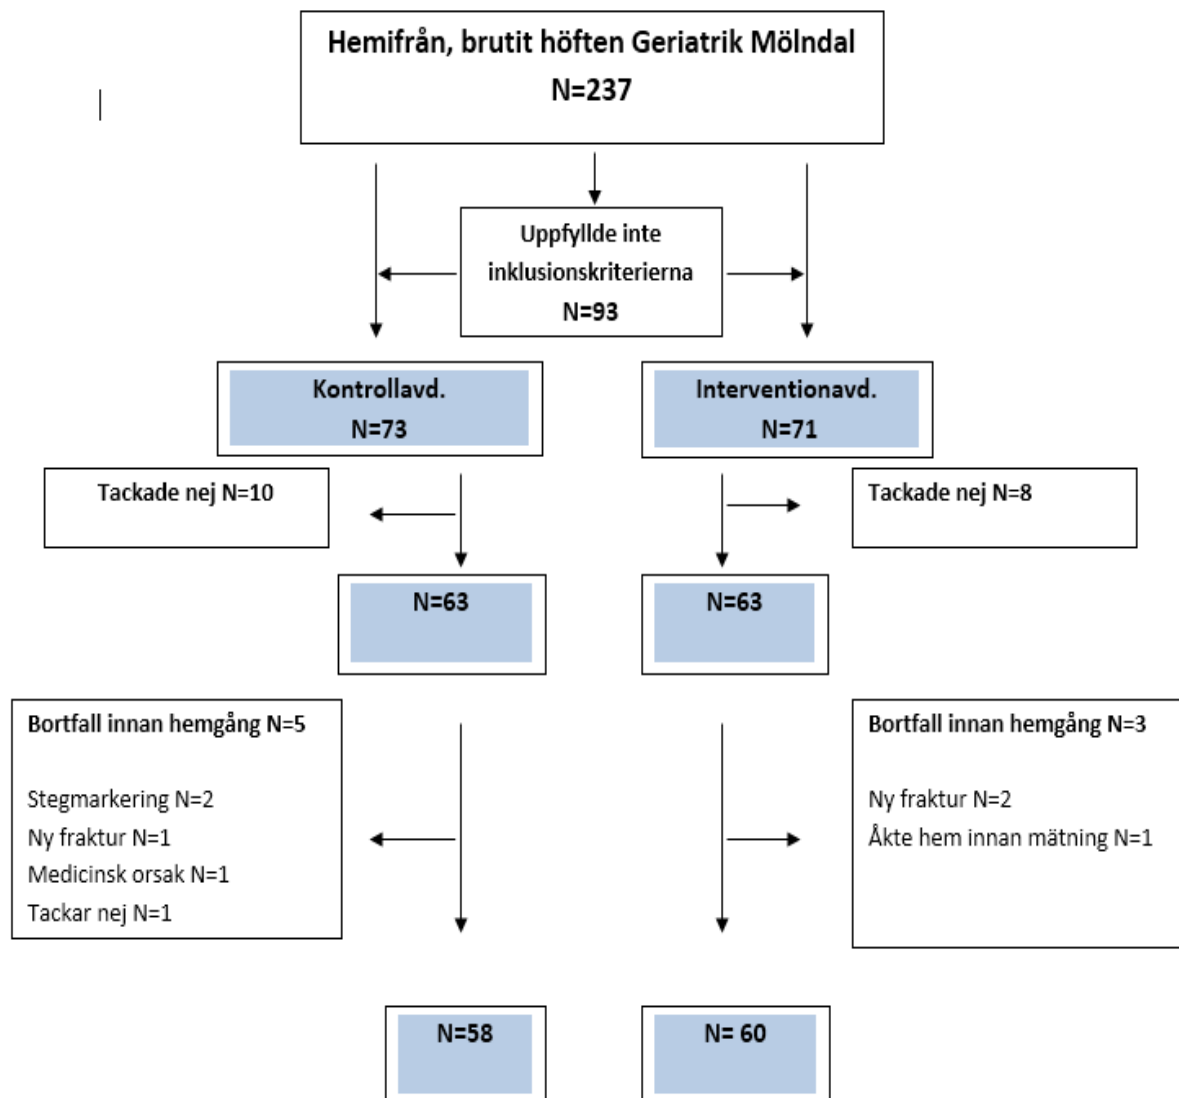 Hemifrån, brutit höften Geriatrik Mölndal
N=237
Uppfyllde inte
inklusionskriterierna
N=93
Kontrollavd.
N=73
Interventionavd.
N=71
Tackade nej N=10
Tackade nej N=8
N=63
N=63
Bortfall innan hemgång N=5
Stegmarkering N=2
Ny fraktur N=1
Medicinsk orsak N=1
Tackar nej N=1
Bortfall innan hemgång N=3
Ny fraktur N=2
Åkte hem innan mätning N=1
N=58
N= 60